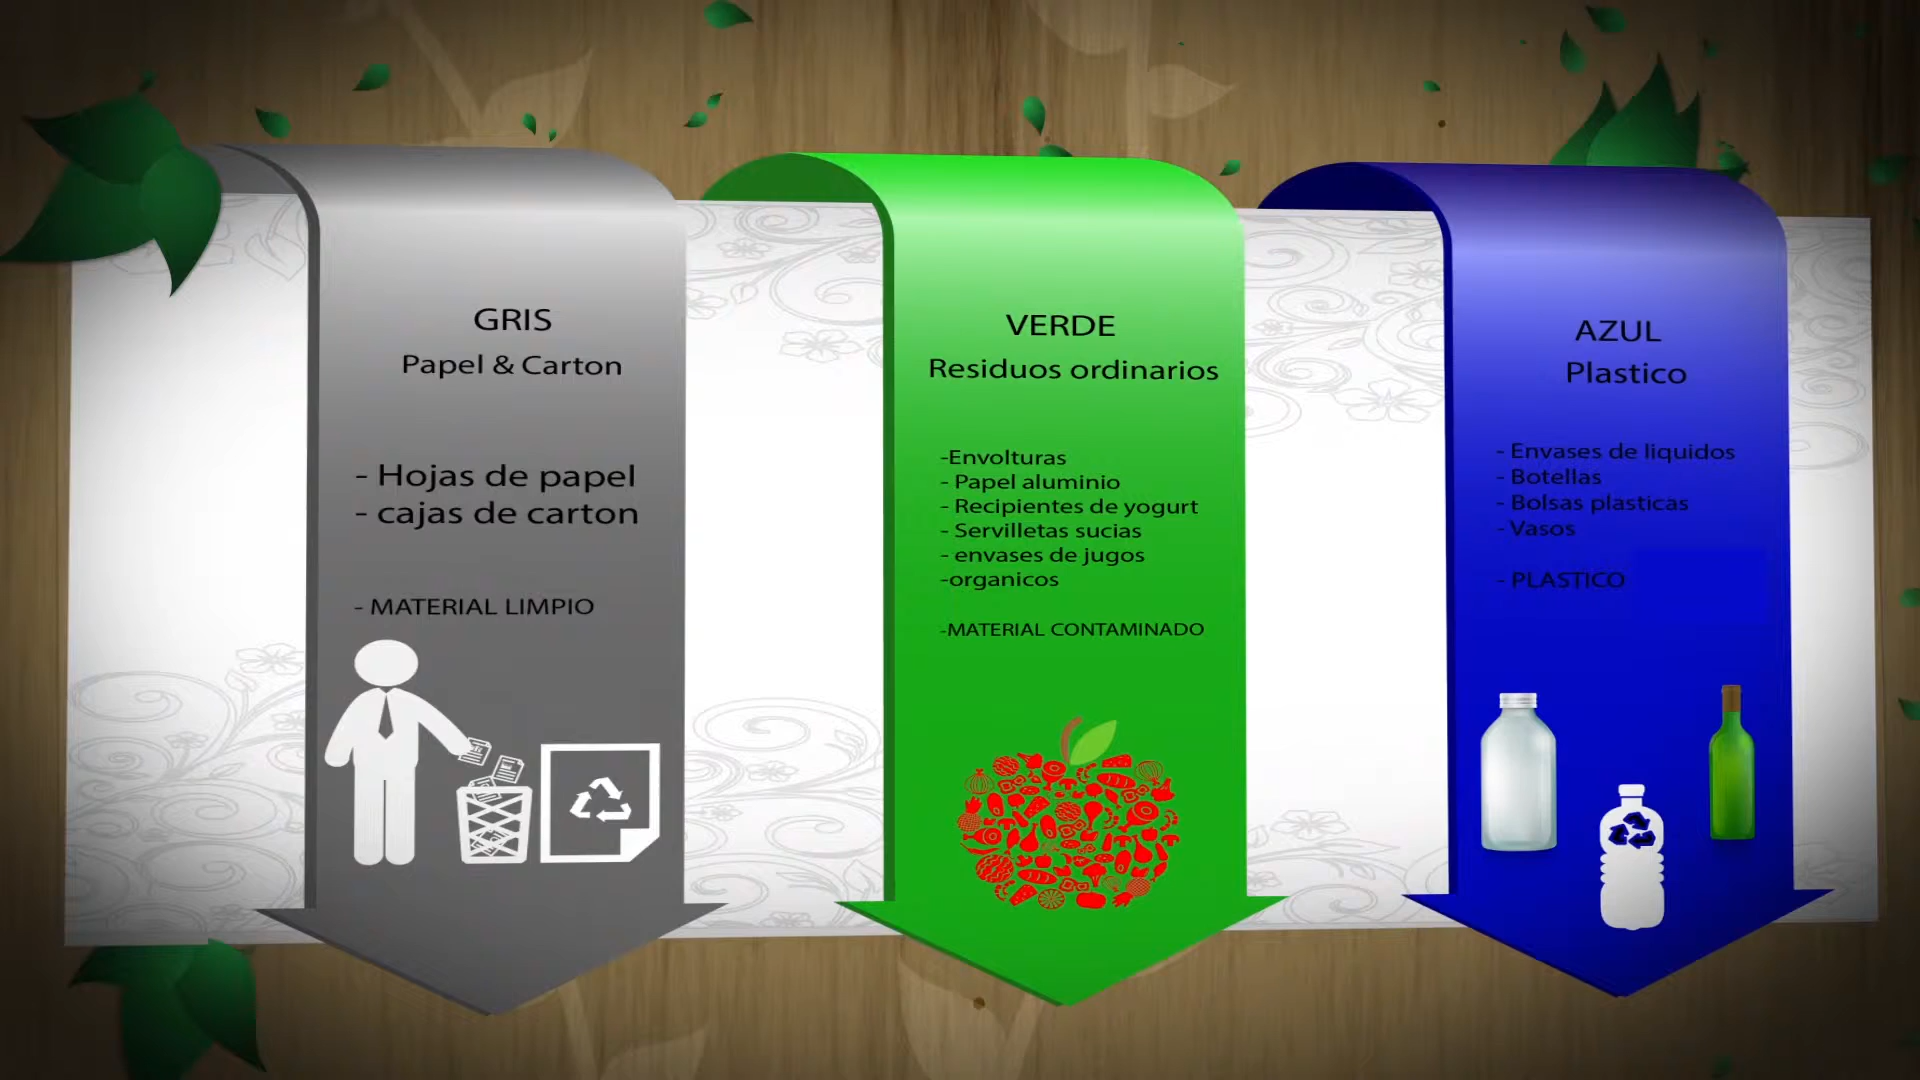 GRIS
Papel & Carton
- Hojas de papel
- cajas de carton
- MATERIAL LIMPIO
VERDE
Residuos ordinarios
-Envolturas
- Papel aluminio
- Recipientes de yogurt
- Servilletas sucias
- envases de jugos
-organicos
-MATERIAL CONTAMINADO
AZUL
Plastico
- Envases de liquidos
- Botellas
- Bolsas plasticas
- Vasos
- PLASTICO